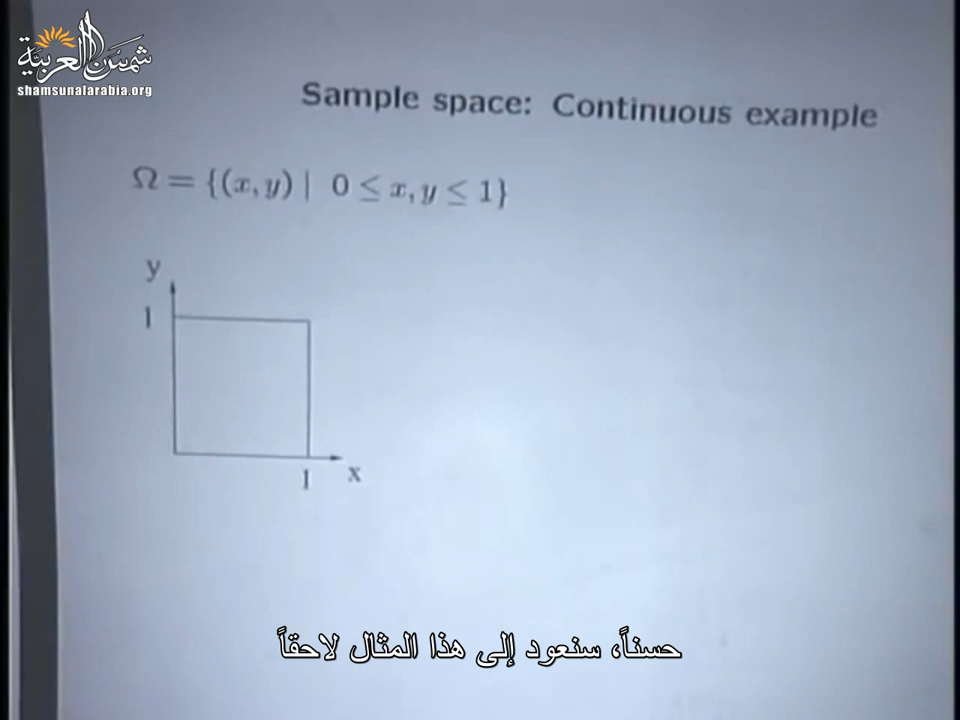 شمس العربية
shamsunalarabia.org
Sample space: Continuous example
Ω = {(x, y) | 0 ≤ x, y ≤ 1}
y
1
1 x
حسناً، سنعود إلى هذا المثال لاحقاً